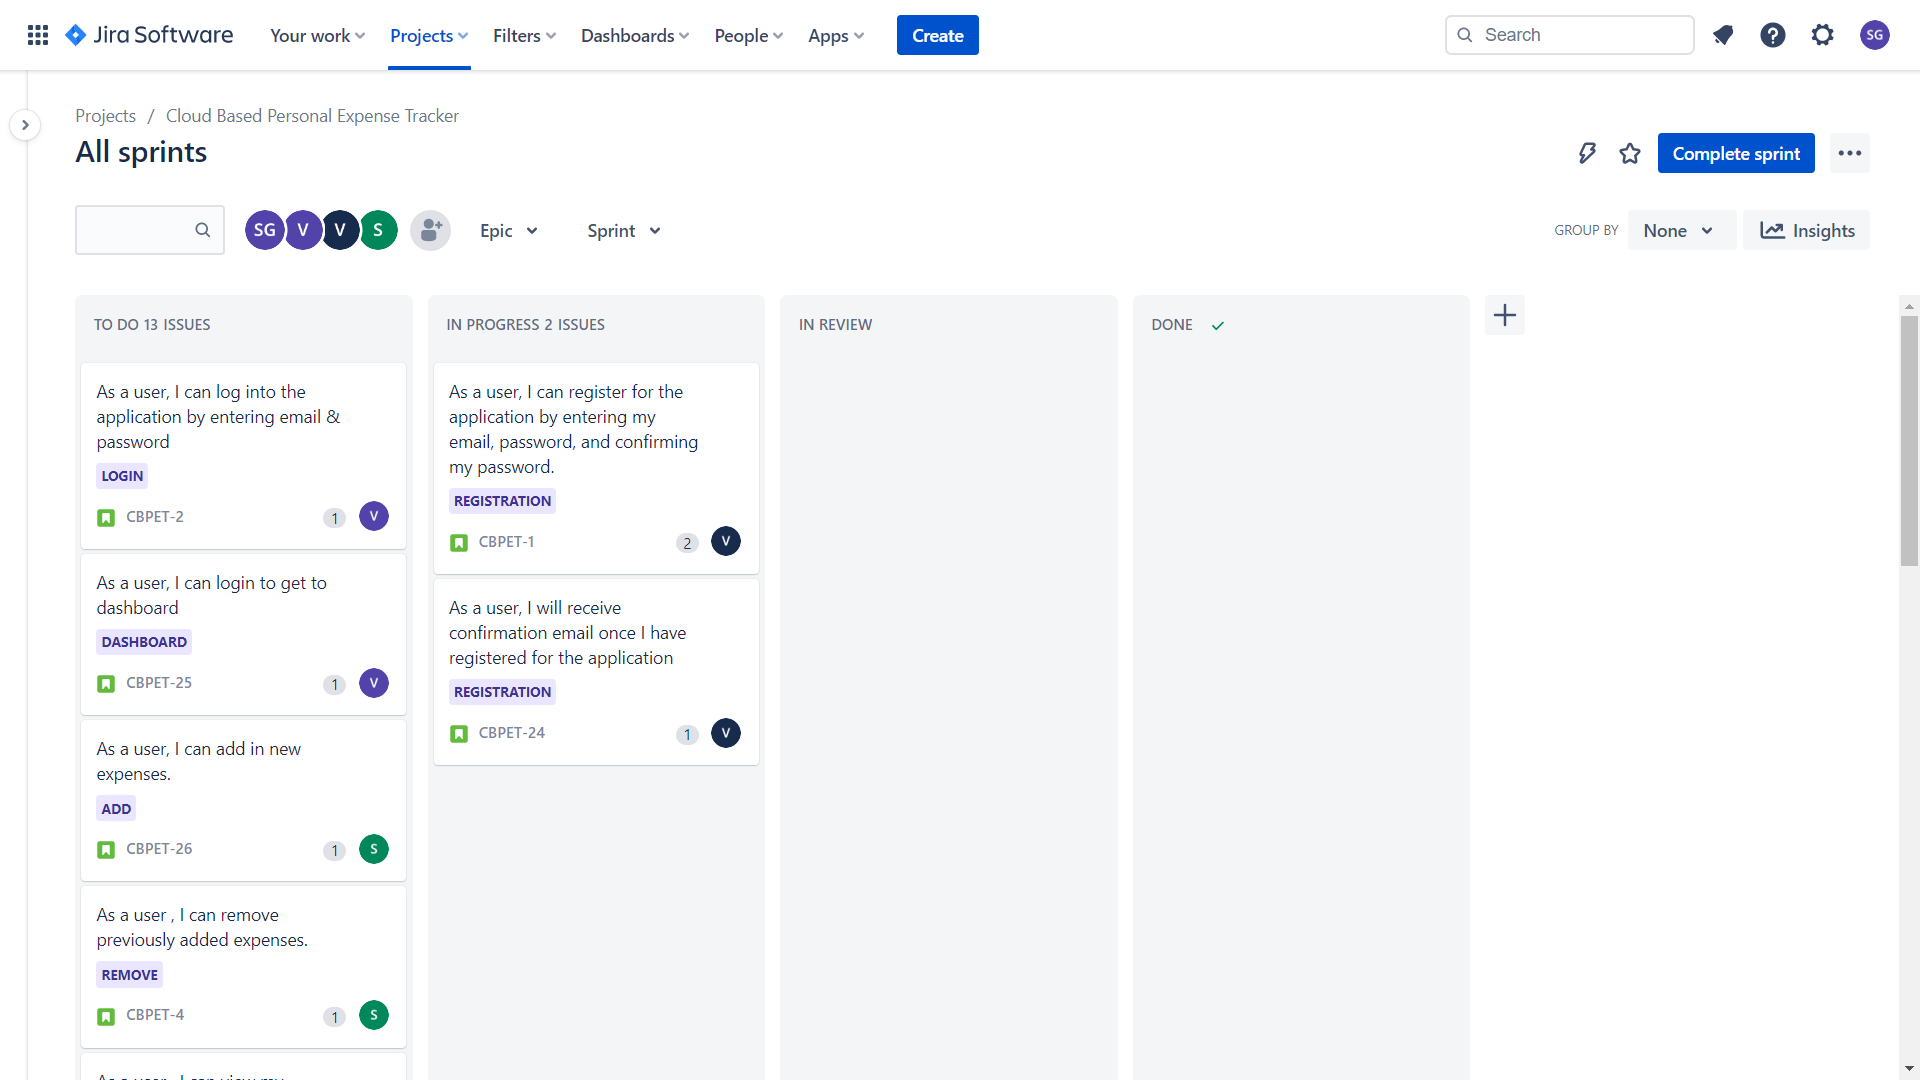 Jira Software
Your work
Projects
Filters
Dashboards
People
Apps
Create
Search
SG
Projects / Cloud Based Personal Expense Tracker
All sprints
Complete sprint
SG
V
V
S
Epic
Sprint
GROUP BY
None
Insights
TO DO 13 ISSUES
As a user, I can log into the
application by entering email &
password
LOGIN
CBPET-2
1
V
As a user, I can login to get to
dashboard
DASHBOARD
CBPET-25
1
V
As a user, I can add in new
expenses.
ADD
CBPET-26
1
S
As a user , I can remove
previously added expenses.
REMOVE
CBPET-4
1
S
As a user , I can view my
IN PROGRESS 2 ISSUES
As a user, I can register for the
application by entering my
email, password, and confirming
my password.
REGISTRATION
CBPET-1
2
V
As a user, I will receive
confirmation email once I have
registered for the application
REGISTRATION
CBPET-24
1
V
IN REVIEW
DONE